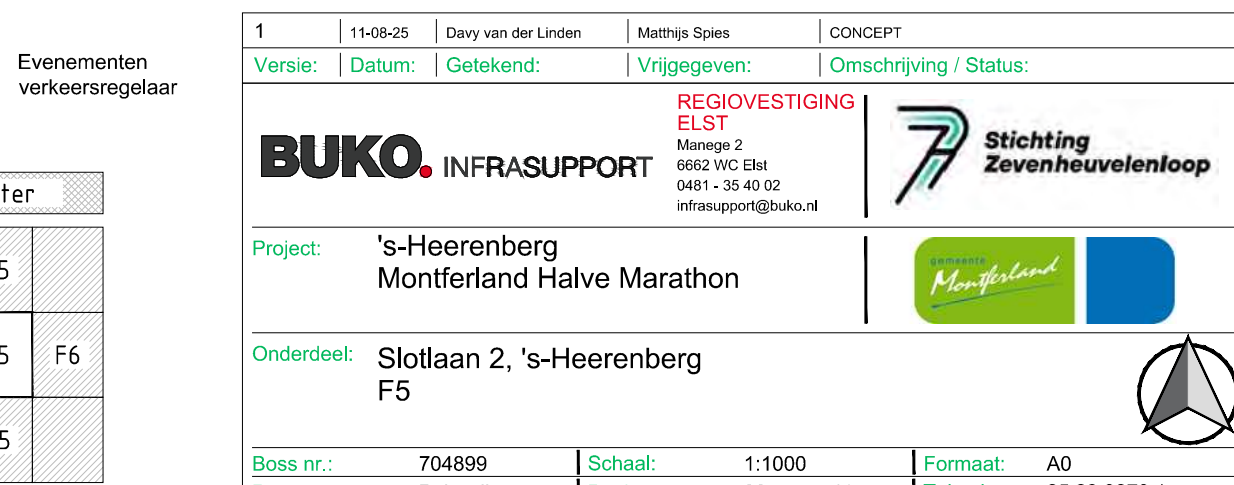 Evenementen
verkeersregelaar
5
5 F6
5
1 11-08-25 Davy van der Linden Matthijs Spies CONCEPT
Versie: Datum: Getekend: Vrijgegeven: Omschrijving / Status:
BUKO. INFRASUPPORT
REGIOVESTIGING
ELST
Manege 2
6662 WC Elst
0481 - 35 40 02
infrasupport@buko.nl
Stichting
Zevenheuvelenloop
Project: 's-Heerenberg
Montferland Halve Marathon
gemeente
Montferland
Onderdeel: Slotlaan 2, 's-Heerenberg
F5
Boss nr.: 704899 Schaal: 1:1000 Formaat: A0